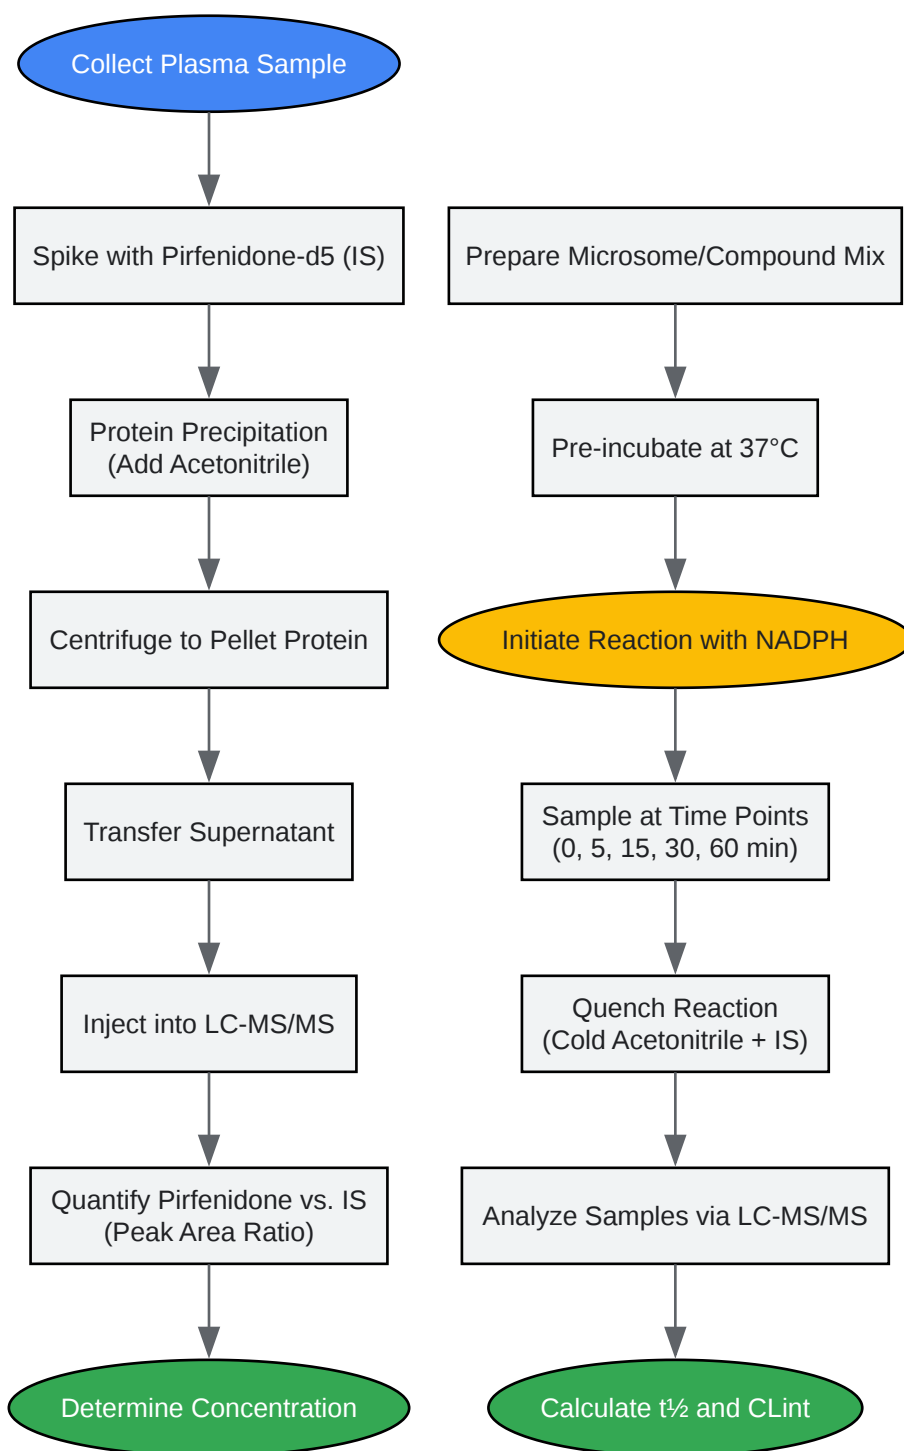 Collect Plasma Sample
Spike with Pirfenidone-d5 (IS)
Protein Precipitation
(Add Acetonitrile)
Centrifuge to Pellet Protein
Transfer Supernatant
Inject into LC-MS/MS
Quantify Pirfenidone vs. IS
(Peak Area Ratio)
Determine Concentration
Prepare Microsome/Compound Mix
Pre-incubate at 37°C
Initiate Reaction with NADPH
Sample at Time Points
(0, 5, 15, 30, 60 min)
Quench Reaction
(Cold Acetonitrile + IS)
Analyze Samples via LC-MS/MS
Calculate t½ and CLint